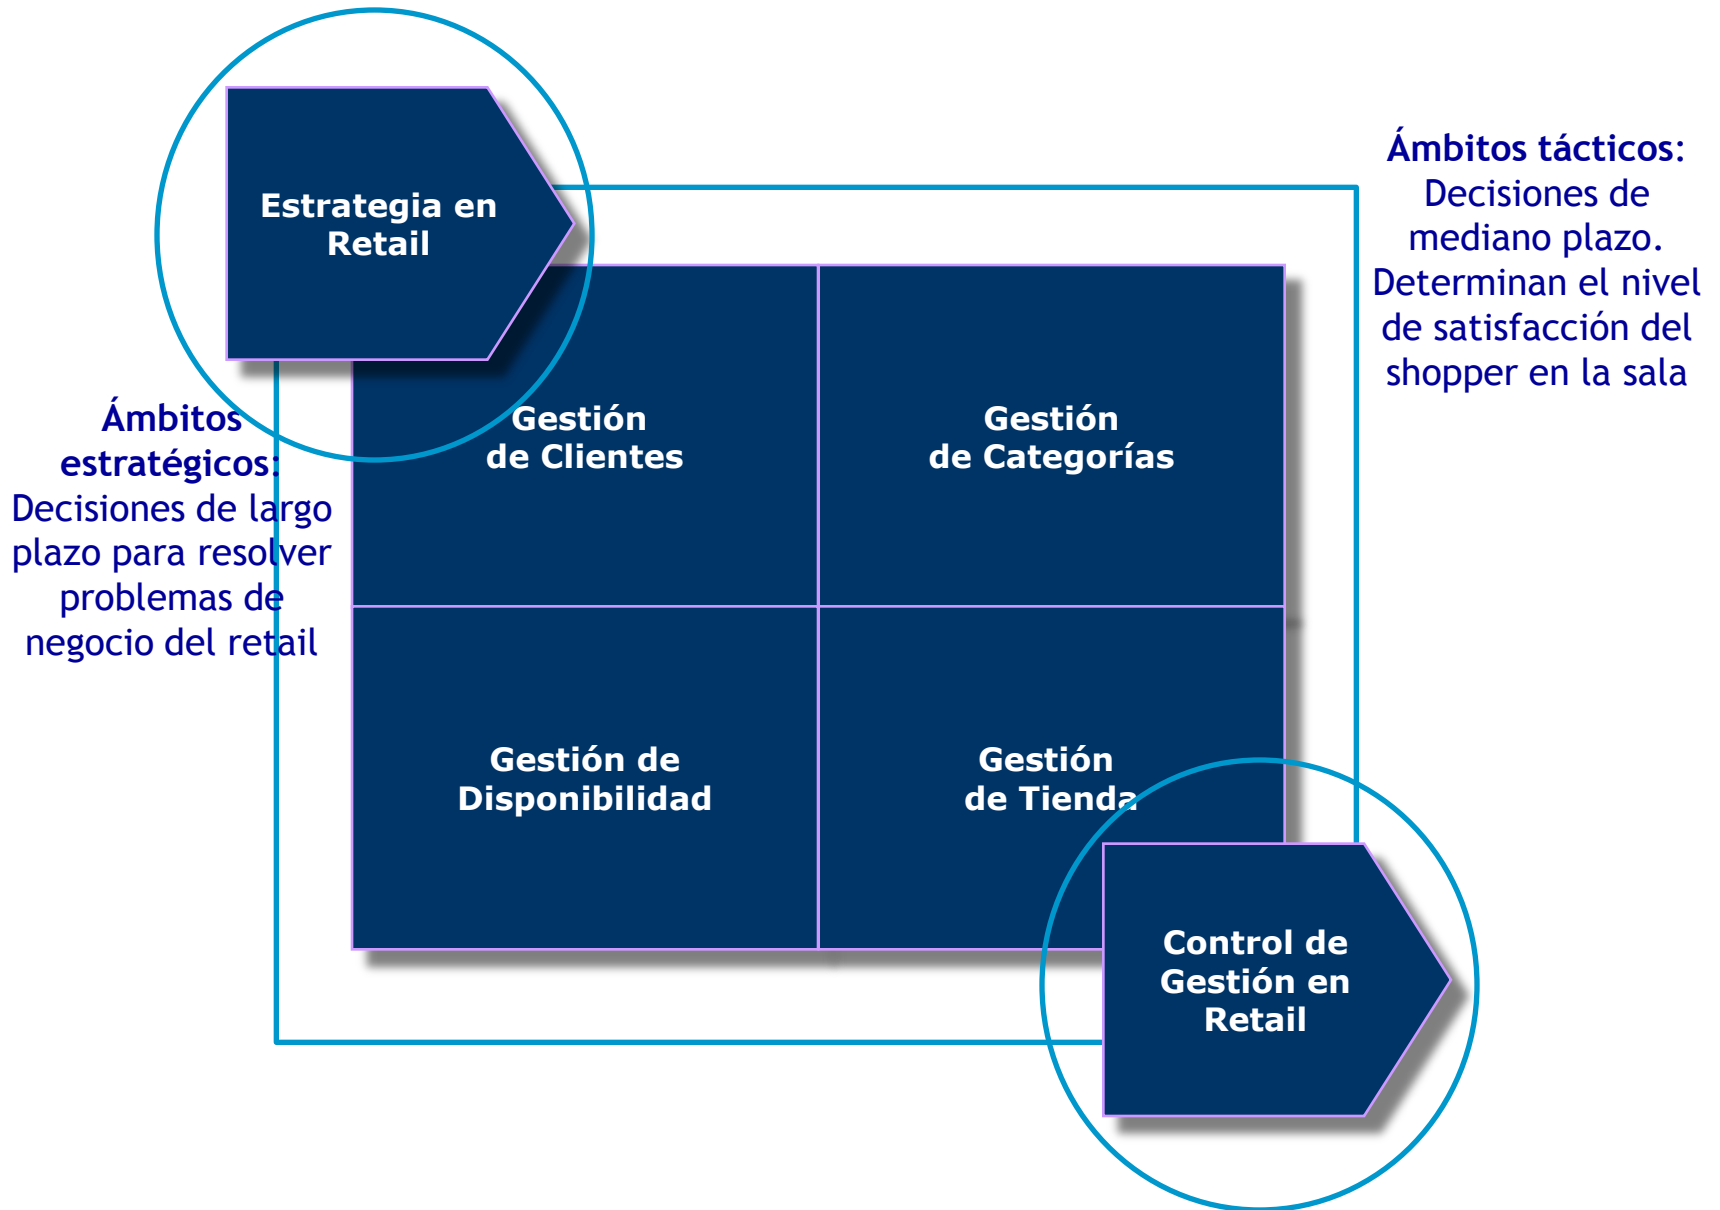 Estrategia en
Retail
Ámbitos tácticos:
Decisiones de
mediano plazo.
Determinan el nivel
de satisfacción del
shopper en la sala
Ámbitos
estratégicos:
Decisiones de largo
plazo para resolver
problemas de
negocio del retail
Gestión
de Clientes
Gestión
de Categorías
Gestión de
Disponibilidad
Gestión
de Tienda
Control de
Gestión en
Retail